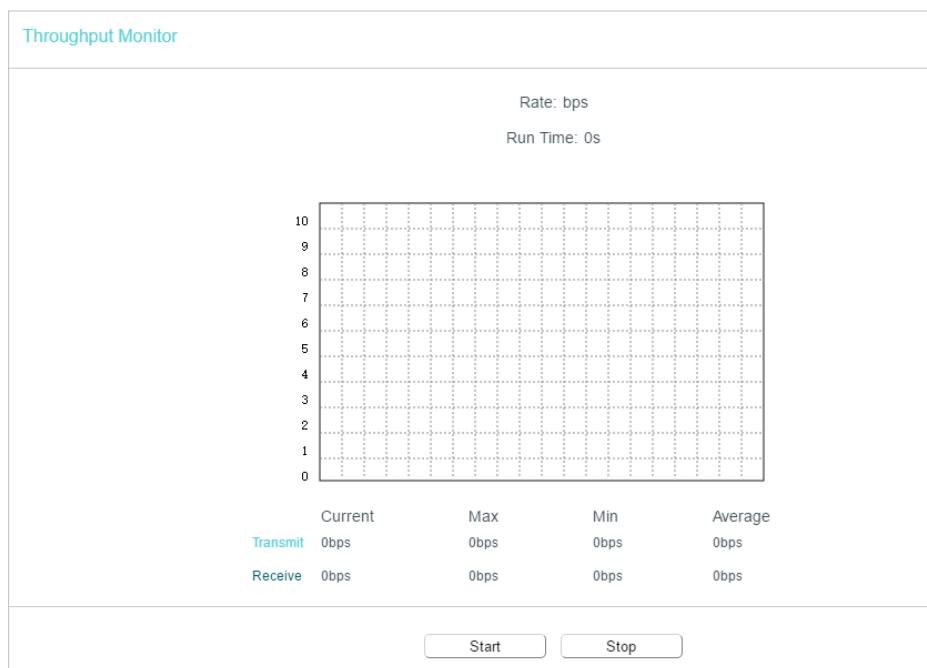 Throughput Monitor
Rate: bps
Run Time: 0s
10
9
8
7
6
5
4
3
2
1
0
Current Max Min Average
Transmit 0bps 0bps 0bps 0bps
Receive 0bps 0bps 0bps 0bps
Start Stop